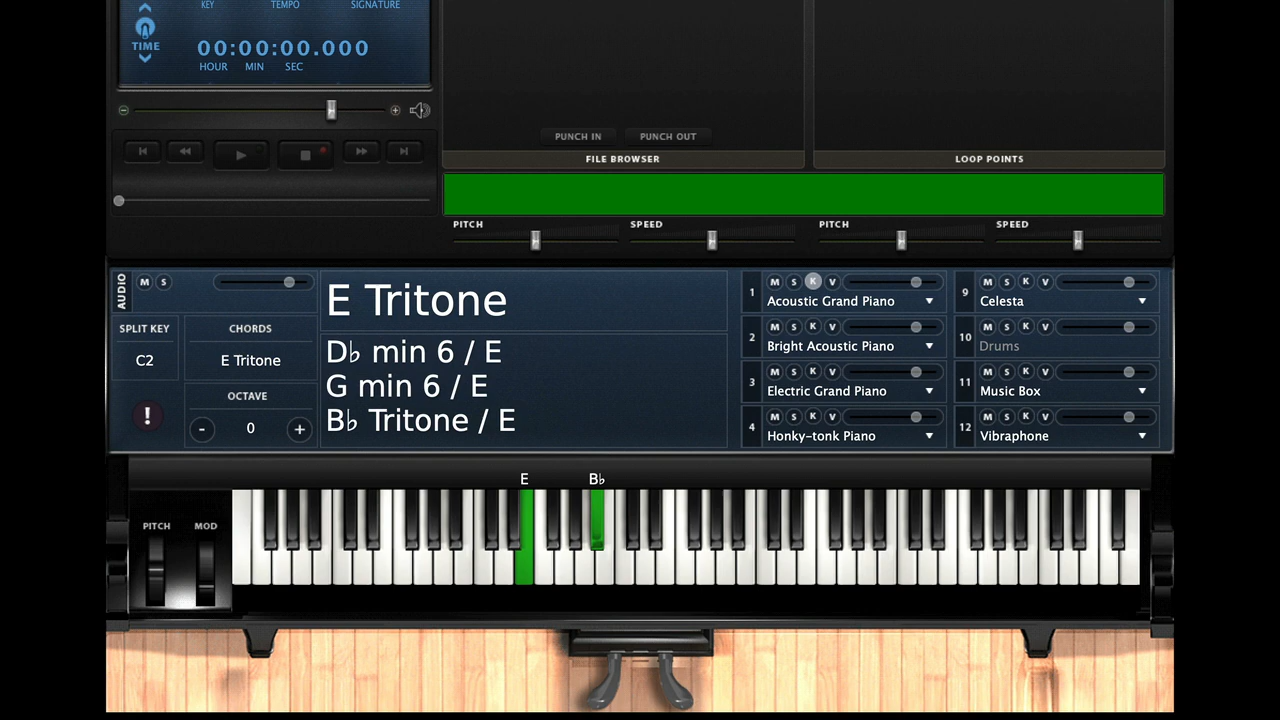 KEY TEMPO SIGNATURE
TIME
00:00:00.000
HOUR MIN SEC
PUNCH IN PUNCH OUT
FILE BROWSER
LOOP POINTS
PITCH SPEED PITCH SPEED
AUDIO
M S
SPLIT KEY
C2
!
CHORDS
E Tritone
OCTAVE
- 0 +
E Tritone
D♭ min 6 / E
G min 6 / E
B♭ Tritone / E
1 M S K V
Acoustic Grand Piano
2 M S K V
Bright Acoustic Piano
3 M S K V
Electric Grand Piano
4 M S K V
Honky-tonk Piano
9 M S K V
Celesta
10 M S K V
Drums
11 M S K V
Music Box
12 M S K V
Vibraphone
E B♭
PITCH MOD